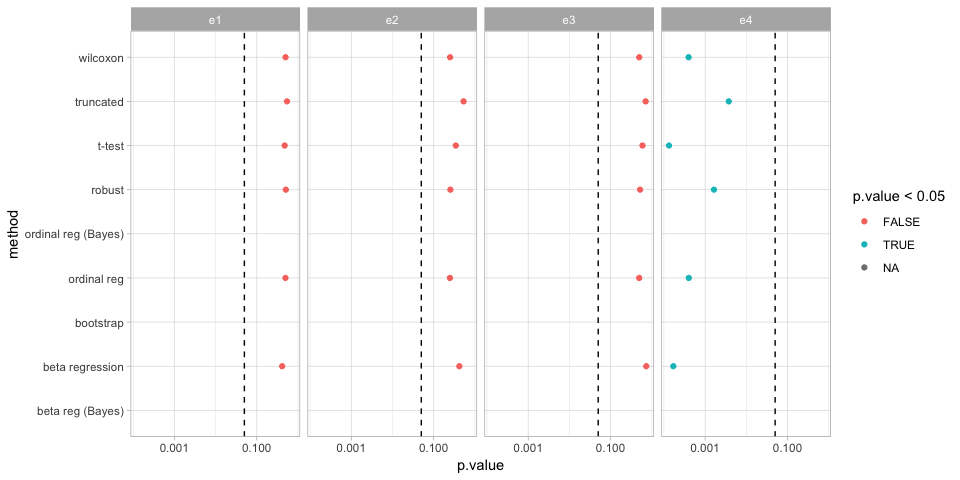 e1 e2 e3 e4
wilcoxon
truncated
t-test
robust
ordinal reg (Bayes)
ordinal reg
bootstrap
beta regression
beta reg (Bayes)
method
0.001 0.100 0.001 0.100 0.001 0.100 0.001 0.100
p.value
p.value < 0.05
FALSE
TRUE
NA